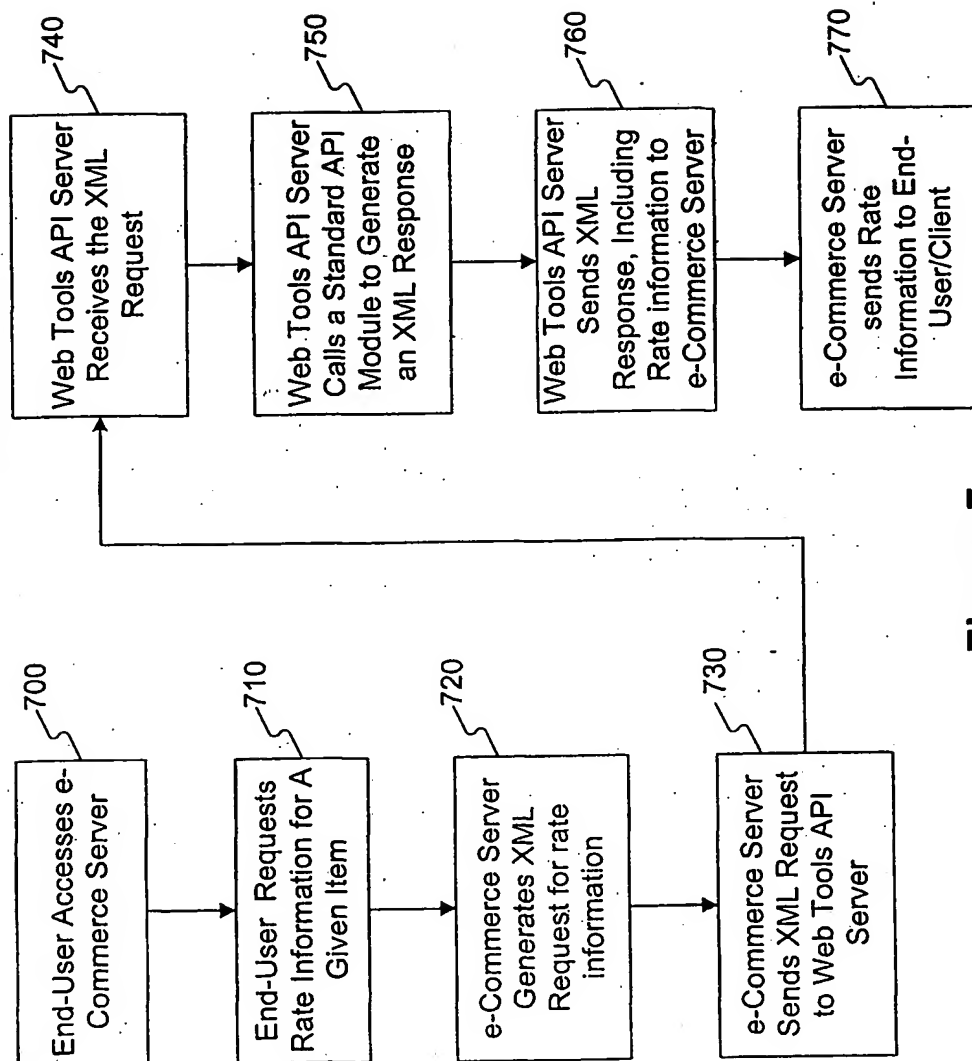 700
End-User Accesses e-
Commerce Server
710
End-User Requests
Rate Information for A
Given Item
720
e-Commerce Server
Generates XML
Request for rate
information
730
e-Commerce Server
Sends XML Request
to Web Tools API
Server
740
Web Tools API Server
Receives the XML
Request
750
Web Tools API Server
Calls a Standard API
Module to Generate
an XML Response
760
Web Tools API Server
Sends XML
Response, Including
Rate information to
e-Commerce Server
770
e-Commerce Server
sends Rate
Information to End-
User/Client